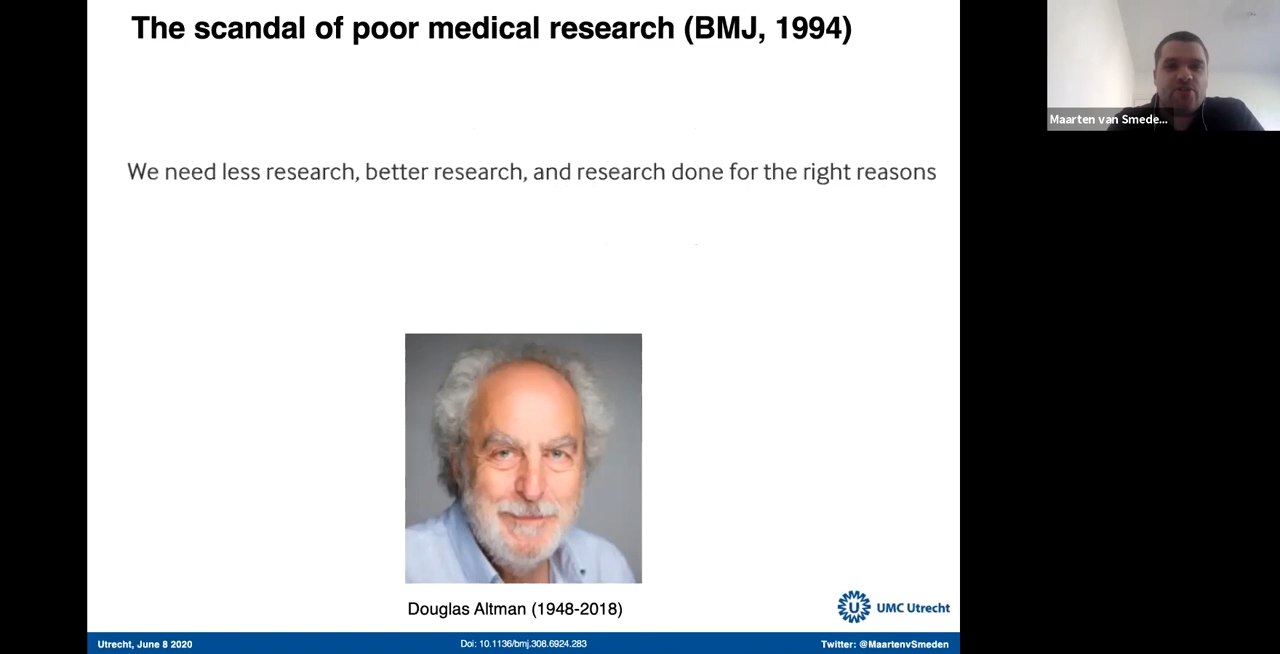 The scandal of poor medical research (BMJ, 1994)
Maarten van Smede...
We need less research, better research, and research done for the right reasons
Douglas Altman (1948-2018)
U
UMC Utrecht
Utrecht, June 8 2020
Doi: 10.1136/bmj.308.6924.283
Twitter: @MaartenvSmeden